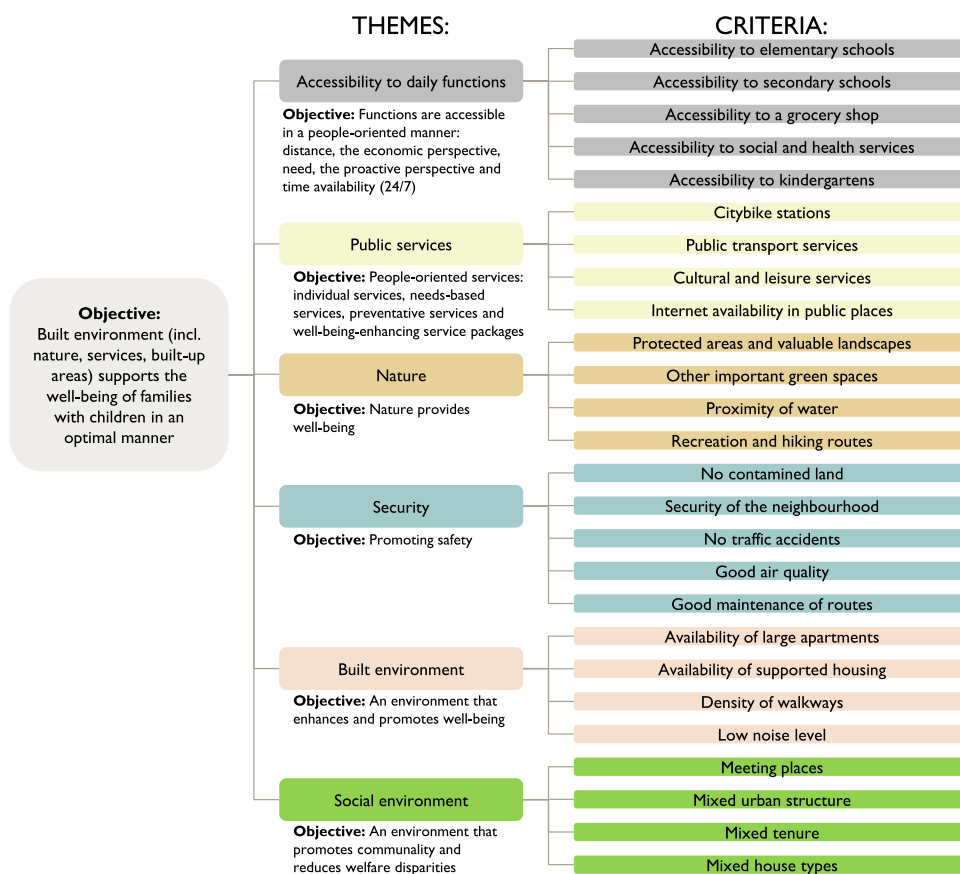 THEMES:
CRITERIA:
Objective:
Built environment (incl.
nature, services, built-up
areas) supports the
well-being of families
with children in an
optimal manner
Accessibility to daily functions
Objective: Functions are accessible
in a people-oriented manner:
distance, the economic perspective,
need, the proactive perspective and
time availability (24/7)
Accessibility to elementary schools
Accessibility to secondary schools
Accessibility to a grocery shop
Accessibility to social and health services
Accessibility to kindergartens
Public services
Objective: People-oriented services:
individual services, needs-based
services, preventative services and
well-being-enhancing service packages
Citybike stations
Public transport services
Cultural and leisure services
Internet availability in public places
Nature
Objective: Nature provides
well-being
Protected areas and valuable landscapes
Other important green spaces
Proximity of water
Recreation and hiking routes
Security
Objective: Promoting safety
No contamined land
Security of the neighbourhood
No traffic accidents
Good air quality
Good maintenance of routes
Built environment
Objective: An environment that
enhances and promotes well-being
Availability of large apartments
Availability of supported housing
Density of walkways
Low noise level
Social environment
Objective: An environment that
promotes communality and
reduces welfare disparities
Meeting places
Mixed urban structure
Mixed tenure
Mixed house types